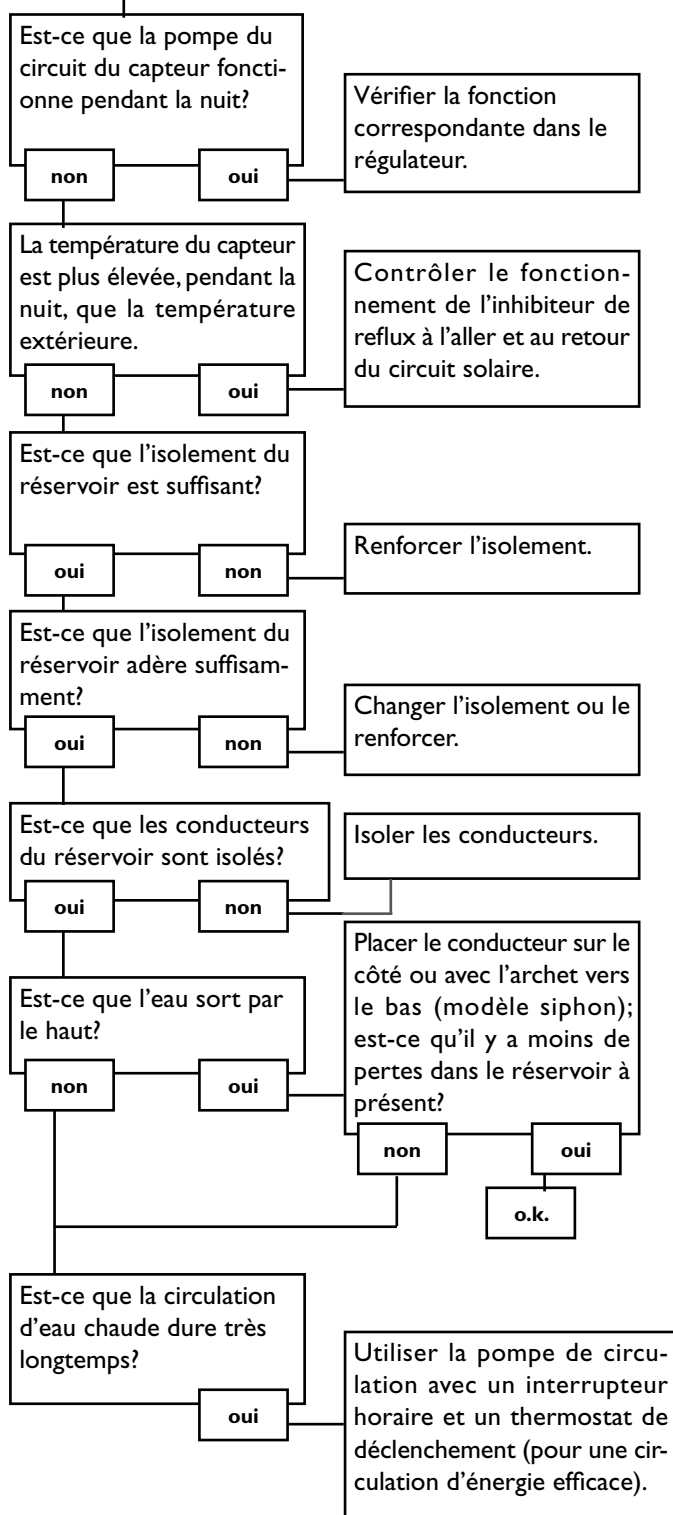 Est-ce que la pompe du
circuit du capteur foncti-
onne pendant la nuit?
non
oui
Vérifier la fonction
correspondante dans le
régulateur.
La température du capteur
est plus élevée, pendant la
nuit, que la température
extérieure.
non
oui
Contrôler le fonction-
nement de l'inhibiteur de
reflux à l'aller et au retour
du circuit solaire.
Est-ce que l'isolement du
réservoir est suffisant?
oui
non
Renforcer l'isolement.
Est-ce que l'isolement du
réservoir adère suffisam-
ment?
oui
non
Changer l'isolement ou le
renforcer.
Est-ce que les conducteurs
du réservoir sont isolés?
oui
non
Isoler les conducteurs.
Est-ce que l'eau sort par
le haut?
non
oui
Placer le conducteur sur le
côté ou avec l'archet vers
le bas (modèle siphon);
est-ce qu'il y a moins de
pertes dans le réservoir à
présent?
non
oui
o.k.
Est-ce que la circulation
d'eau chaude dure très
longtemps?
oui
Utiliser la pompe de circu-
lation avec un interrupteur
horaire et un thermostat de
déclenchement (pour une cir-
culation d'énergie efficace).